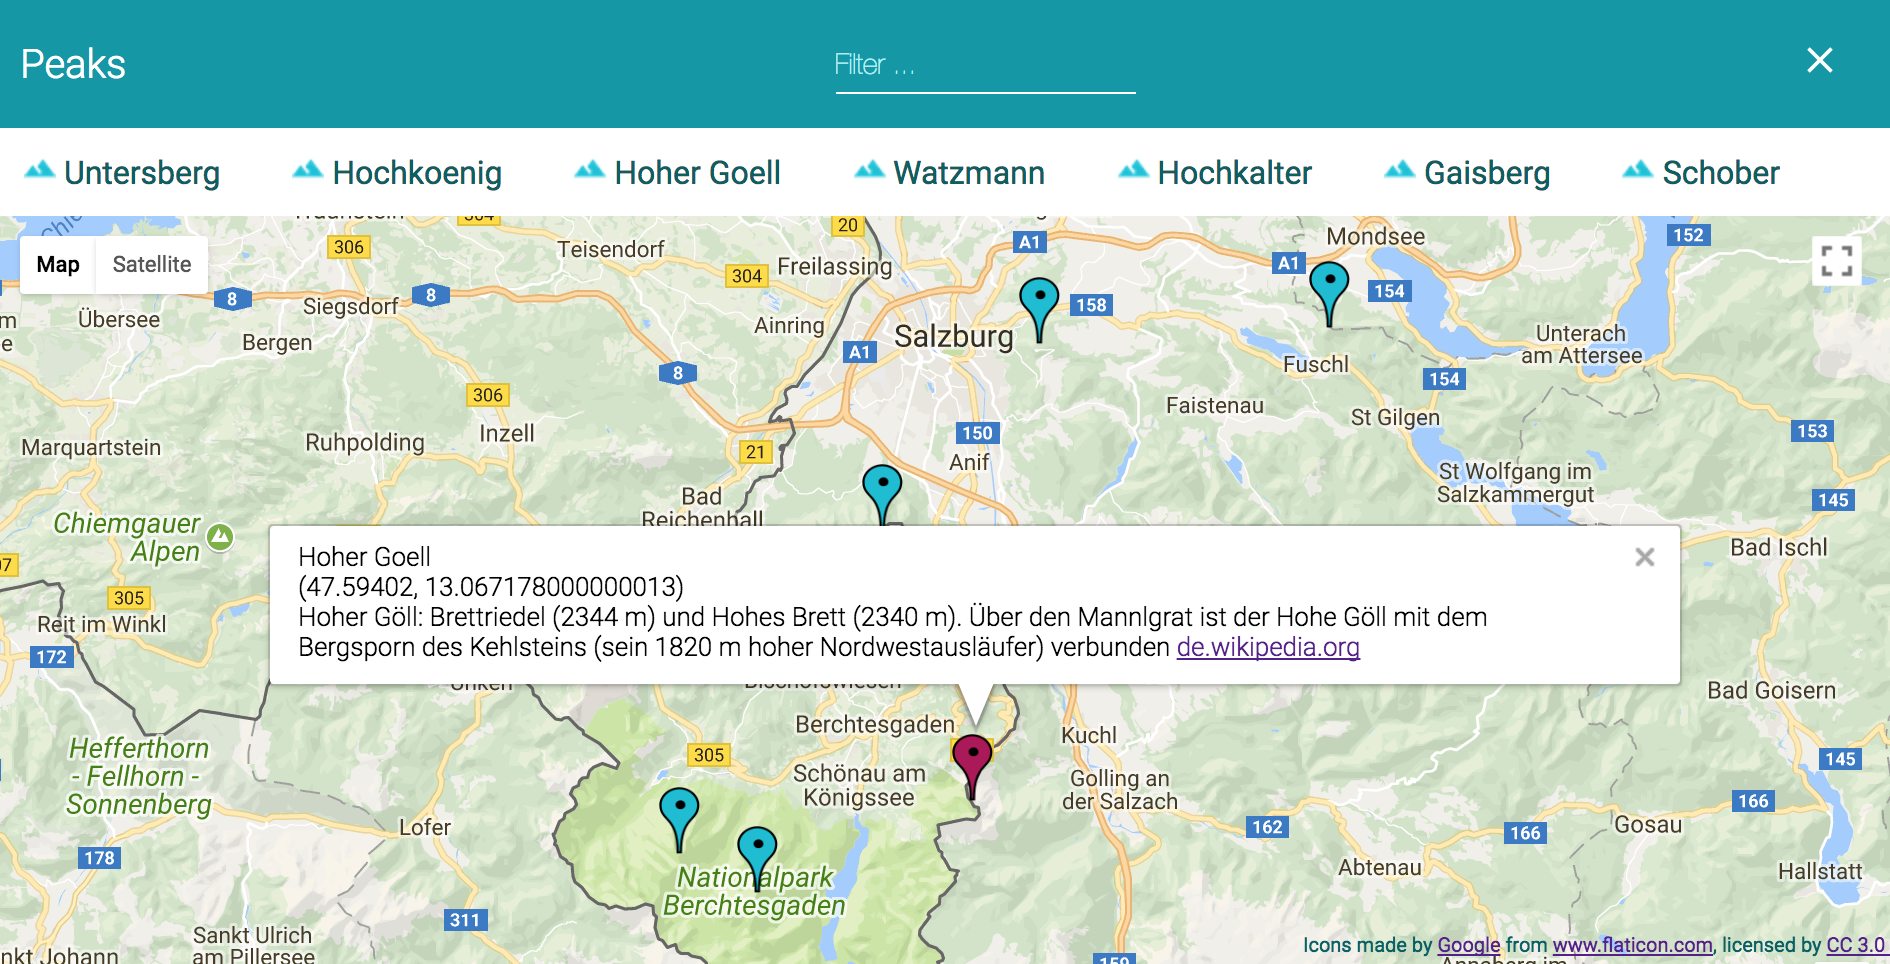 Peaks
Filter ...
Untersberg
Hochkoenig
Hoher Goell
Watzmann
Hochkalter
Gaisberg
Schober
Map
Satellite
304
20
306
Teisendorf
304
Freilassing
A1
Mondsee
152
A1
8
8
Siegsdorf
Übersee
Ainring
Salzburg
158
154
Unterach
am Attersee
Bergen
A1
8
Fuschl
154
306
Faistenau
St Gilgen
Marquartstein
Ruhpolding
Inzell
21
150
153
Anif
St Wolfgang im
Salzkammergut
145
Bad
Reichenhall
Chiemgauer
Alpen
Bad Ischl
305
Reit im Winkl
172
Hoher Goell
(47.59402, 13.067178000000013)
Hoher Göll: Brettriedel (2344 m) und Hohes Brett (2340 m). Über den Mannlgrat ist der Hohe Göll mit dem
Bergsporn des Kehlsteins (sein 1820 m hoher Nordwestausläufer) verbunden de.wikipedia.org
Unken
Bischofswiesen
Bad Goisern
Berchtesgaden
Kuchl
Hefferthorn
- Fellhorn -
Sonnenberg
305
Schönau am
Königssee
Golling an
der Salzach
145
166
Lofer
162
166
Gosau
178
Abtenau
Hallstatt
Nationalpark
Berchtesgaden
311
Sankt Ulrich
am Pillersee
nkt Johann
159
Icons made by Google from www.flaticon.com, licensed by CC 3.0